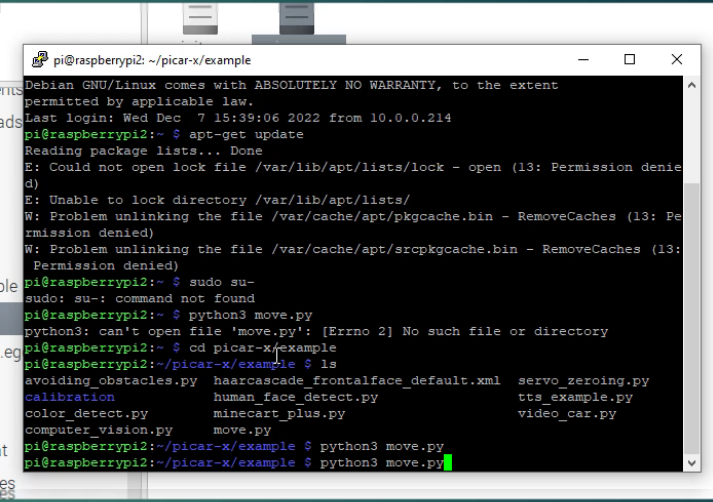 pi@raspberrypi2: ~/picar-x/example
Debian GNU/Linux comes with ABSOLUTELY NO WARRANTY, to the extent
permitted by applicable law.
Last login: Wed Dec  7 15:39:06 2022 from 10.0.0.214
pi@raspberrypi2:~ $ apt-get update
Reading package lists... Done
E: Could not open lock file /var/lib/apt/lists/lock - open (13: Permission denie
d)
E: Unable to lock directory /var/lib/apt/lists/
W: Problem unlinking the file /var/cache/apt/pkgcache.bin - RemoveCaches (13: Pe
rmission denied)
W: Problem unlinking the file /var/cache/apt/srcpkgcache.bin - RemoveCaches (13:
 Permission denied)
pi@raspberrypi2:~ $ sudo su-
sudo: su-: command not found
pi@raspberrypi2:~ $ python3 move.py
python3: can't open file 'move.py': [Errno 2] No such file or directory
pi@raspberrypi2:~ $ cd picar-x/example
pi@raspberrypi2:~/picar-x/example $ ls
avoiding_obstacles.py  haarcascade_frontalface_default.xml  servo_zeroing.py
calibration            human_face_detect.py                 tts_example.py
color_detect.py        minecart_plus.py                     video_car.py
computer_vision.py     move.py
pi@raspberrypi2:~/picar-x/example $ python3 move.py
pi@raspberrypi2:~/picar-x/example $ python3 move.py